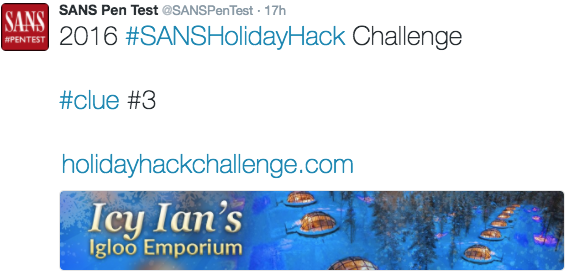 SANS
#PENTEST
SANS Pen Test @SANSPenTest · 17h
2016 #SANSHolidayHack Challenge
#clue #3
holidayhackchallenge.com
Icy Ian's
Igloo Emporium